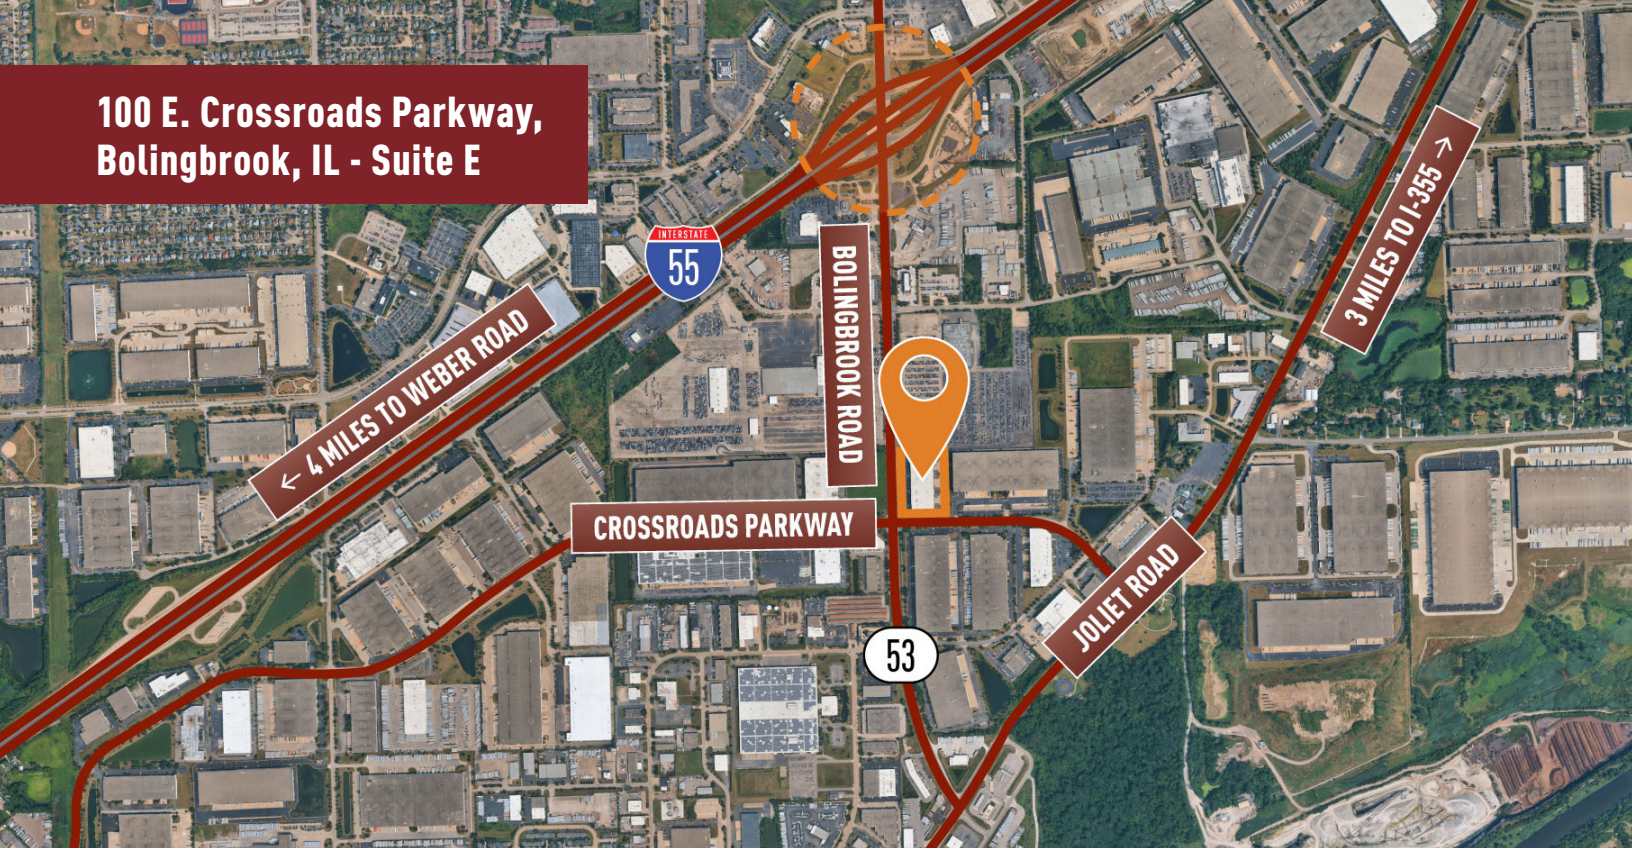 100 E. Crossroads Parkway,
Bolingbrook, IL - Suite E
INTERSTATE
55
← 4 MILES TO WEBER ROAD
BOLINGBROOK ROAD
3 MILES TO I-355 →
CROSSROADS PARKWAY
JOLIET ROAD
53